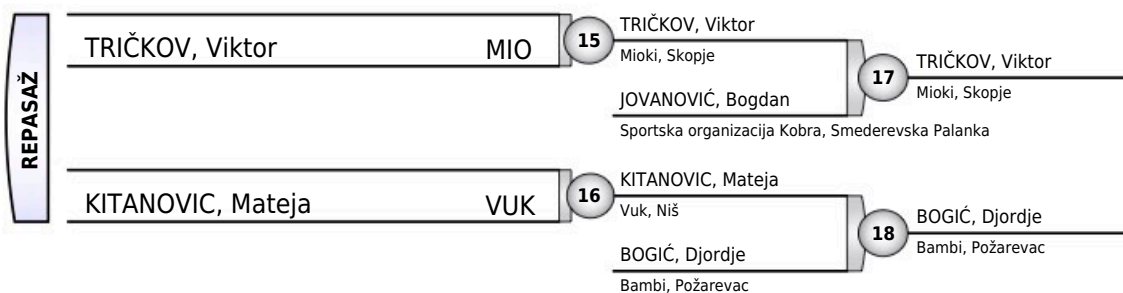 REPASAŽ
TRIČKOV, Viktor MIO
15
TRIČKOV, Viktor
Mioki, Skopje
JOVANOVIĆ, Bogdan
Sportska organizacija Kobra, Smederevska Palanka
17
TRIČKOV, Viktor
Mioki, Skopje
KITANOVIC, Mateja VUK
16
KITANOVIC, Mateja
Vuk, Niš
BOGIĆ, Djordje
Bambi, Požarevac
18
BOGIĆ, Djordje
Bambi, Požarevac